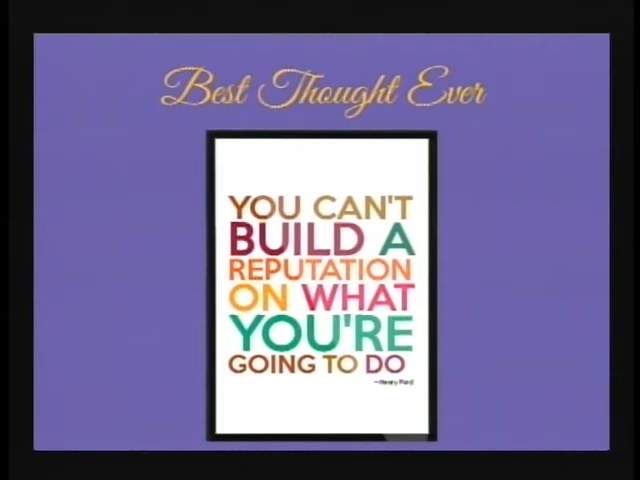 Best Thought Ever
YOU CAN'T
BUILD A
REPUTATION
ON WHAT
YOU'RE
GOING TO DO
~Henry Ford